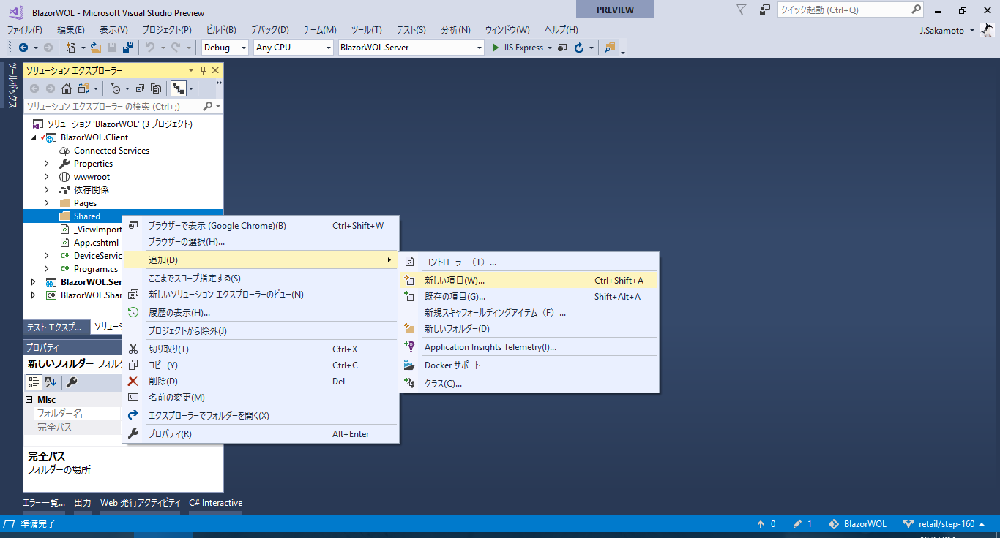 BlazorWOL - Microsoft Visual Studio Preview
PREVIEW
クイック起動 (Ctrl+Q)
ファイル(F) 編集(E) 表示(V) プロジェクト(P) ビルド(B) デバッグ(D) チーム(M) ツール(T) テスト(S) 分析(N) ウィンドウ(W) ヘルプ(H)
J.Sakamoto
Debug Any CPU BlazorWOL.Server IIS Express
ツールボックス
ソリューション エクスプローラー
ソリューション エクスプローラー の検索 (Ctrl+;)
ソリューション 'BlazorWOL' (3 プロジェクト)
BlazorWOL.Client
Connected Services
Properties
wwwroot
依存関係
Pages
Shared
_ViewImport
App.cshtml
DeviceServic
Program.cs
BlazorWOL.Ser
BlazorWOL.Sha
テスト エクスプ... ソリューシ
プロパティ
新しいフォルダー フォル
Misc
フォルダー名
完全パス
完全パス
フォルダーの場所
ブラウザーで表示 (Google Chrome)(B) Ctrl+Shift+W
ブラウザーの選択(H)...
追加(D)
ここまでスコープ指定する(S)
新しいソリューション エクスプローラーのビュー(N)
履歴の表示(H)...
プロジェクトから除外(J)
切り取り(T) Ctrl+X
コピー(Y) Ctrl+C
削除(D) Del
名前の変更(M)
エクスプローラーでフォルダーを開く(X)
プロパティ(R) Alt+Enter
コントローラー（T）...
新しい項目(W)... Ctrl+Shift+A
既存の項目(G)... Shift+Alt+A
新規スキャフォールディングアイテム（F）...
新しいフォルダー(D)
Application Insights Telemetry(I)...
Docker サポート
クラス(C)...
エラー一覧... 出力 Web 発行アクティビティ C# Interactive
準備完了
0 1 BlazorWOL retail/step-160